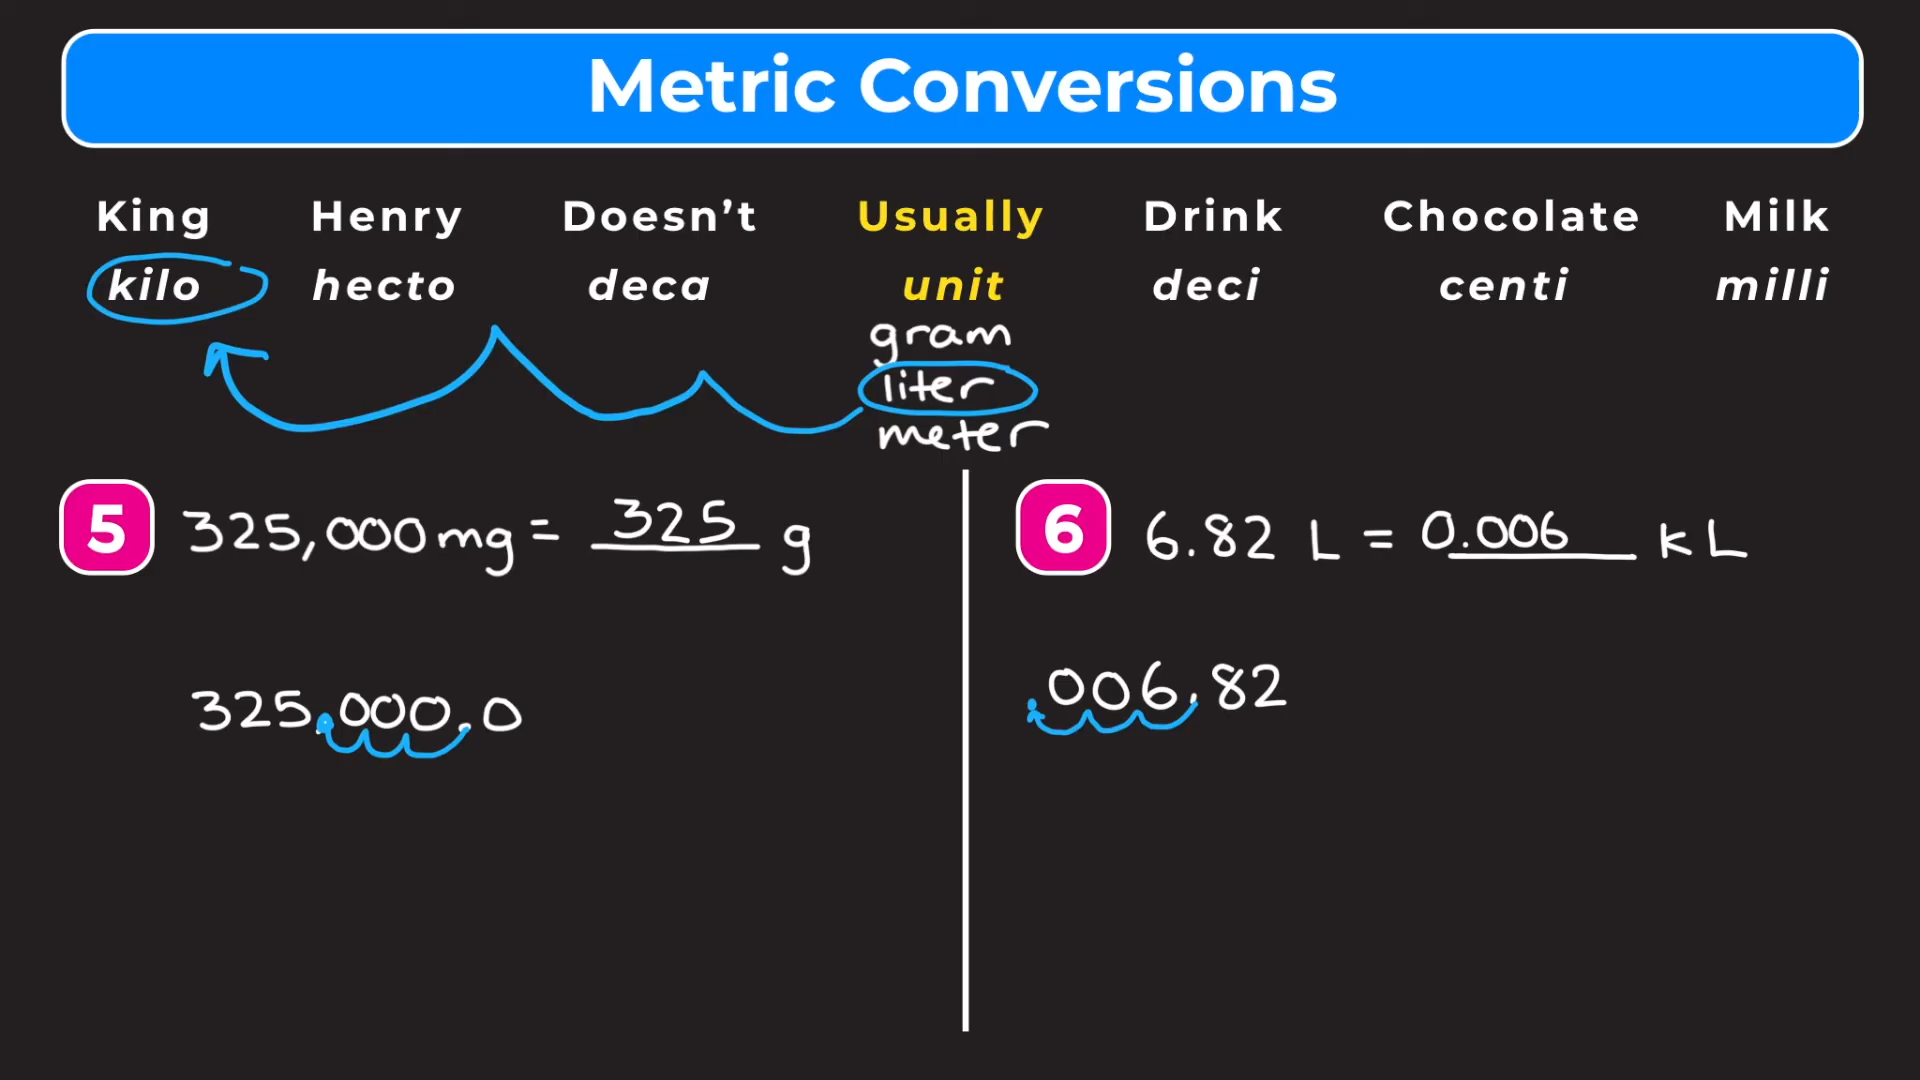 Metric Conversions
King Henry Doesn't Usually Drink Chocolate Milk
kilo hecto deca unit deci centi milli
gram
liter
meter
5 325,000 mg = 325 g
6 6.82 L = 0.006 kL
325.000.0
.006.82